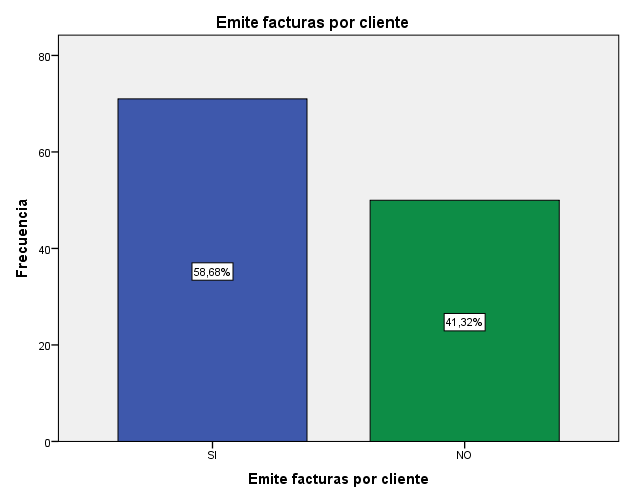 Emite facturas por cliente
80
60
40
20
0
Frecuencia
58,68%
41,32%
SI
NO
Emite facturas por cliente